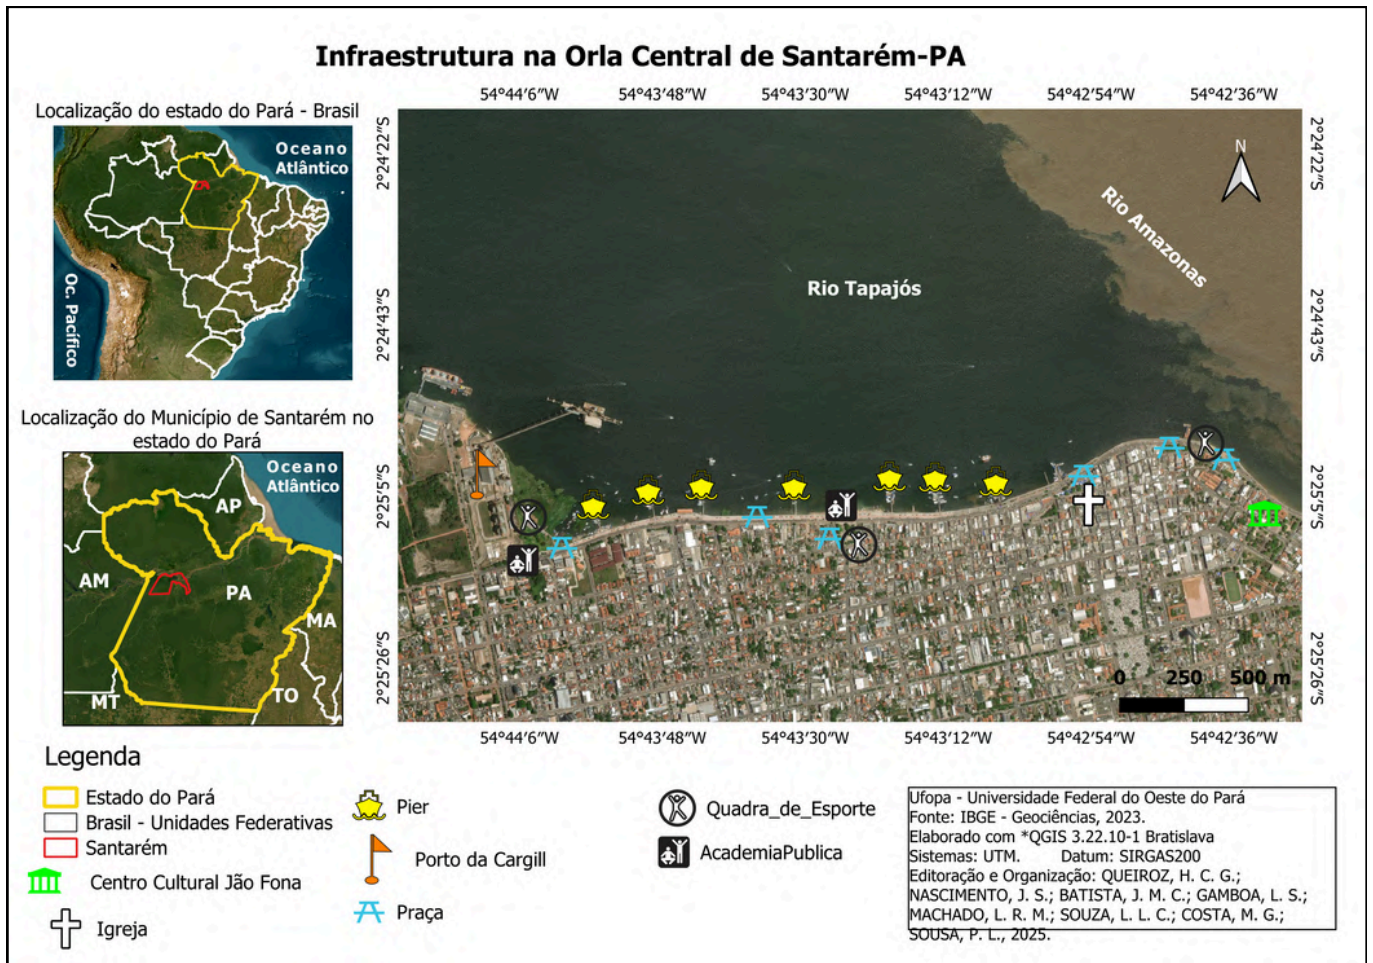 Infraestrutura na Orla Central de Santarém-PA
Localização do estado do Pará - Brasil
Oceano
Atlântico
Oc. Pacífico
Localização do Município de Santarém no
estado do Pará
Oceano
Atlântico
AP
AM
PA
MA
MT
TO
54°44'6"W 54°43'48"W 54°43'30"W 54°43'12"W 54°42'54"W 54°42'36"W
2°24'22"S
2°24'43"S
2°25'5"S
2°25'26"S
N
Rio Amazonas
Rio Tapajós
0 250 500 m
2°24'22"S
2°24'43"S
2°25'5"S
2°25'26"S
54°44'6"W 54°43'48"W 54°43'30"W 54°43'12"W 54°42'54"W 54°42'36"W
Legenda
Estado do Pará
Brasil - Unidades Federativas
Santarém
Centro Cultural Jão Fona
Igreja
Pier
Porto da Cargill
Praça
Quadra_de_Esporte
AcademiaPublica
Ufopa - Universidade Federal do Oeste do Pará
Fonte: IBGE - Geociências, 2023.
Elaborado com *QGIS 3.22.10-1 Bratislava
Sistemas: UTM. Datum: SIRGAS200
Editoração e Organização: QUEIROZ, H. C. G.;
NASCIMENTO, J. S.; BATISTA, J. M. C.; GAMBOA, L. S.;
MACHADO, L. R. M.; SOUZA, L. L. C.; COSTA, M. G.;
SOUSA, P. L., 2025.